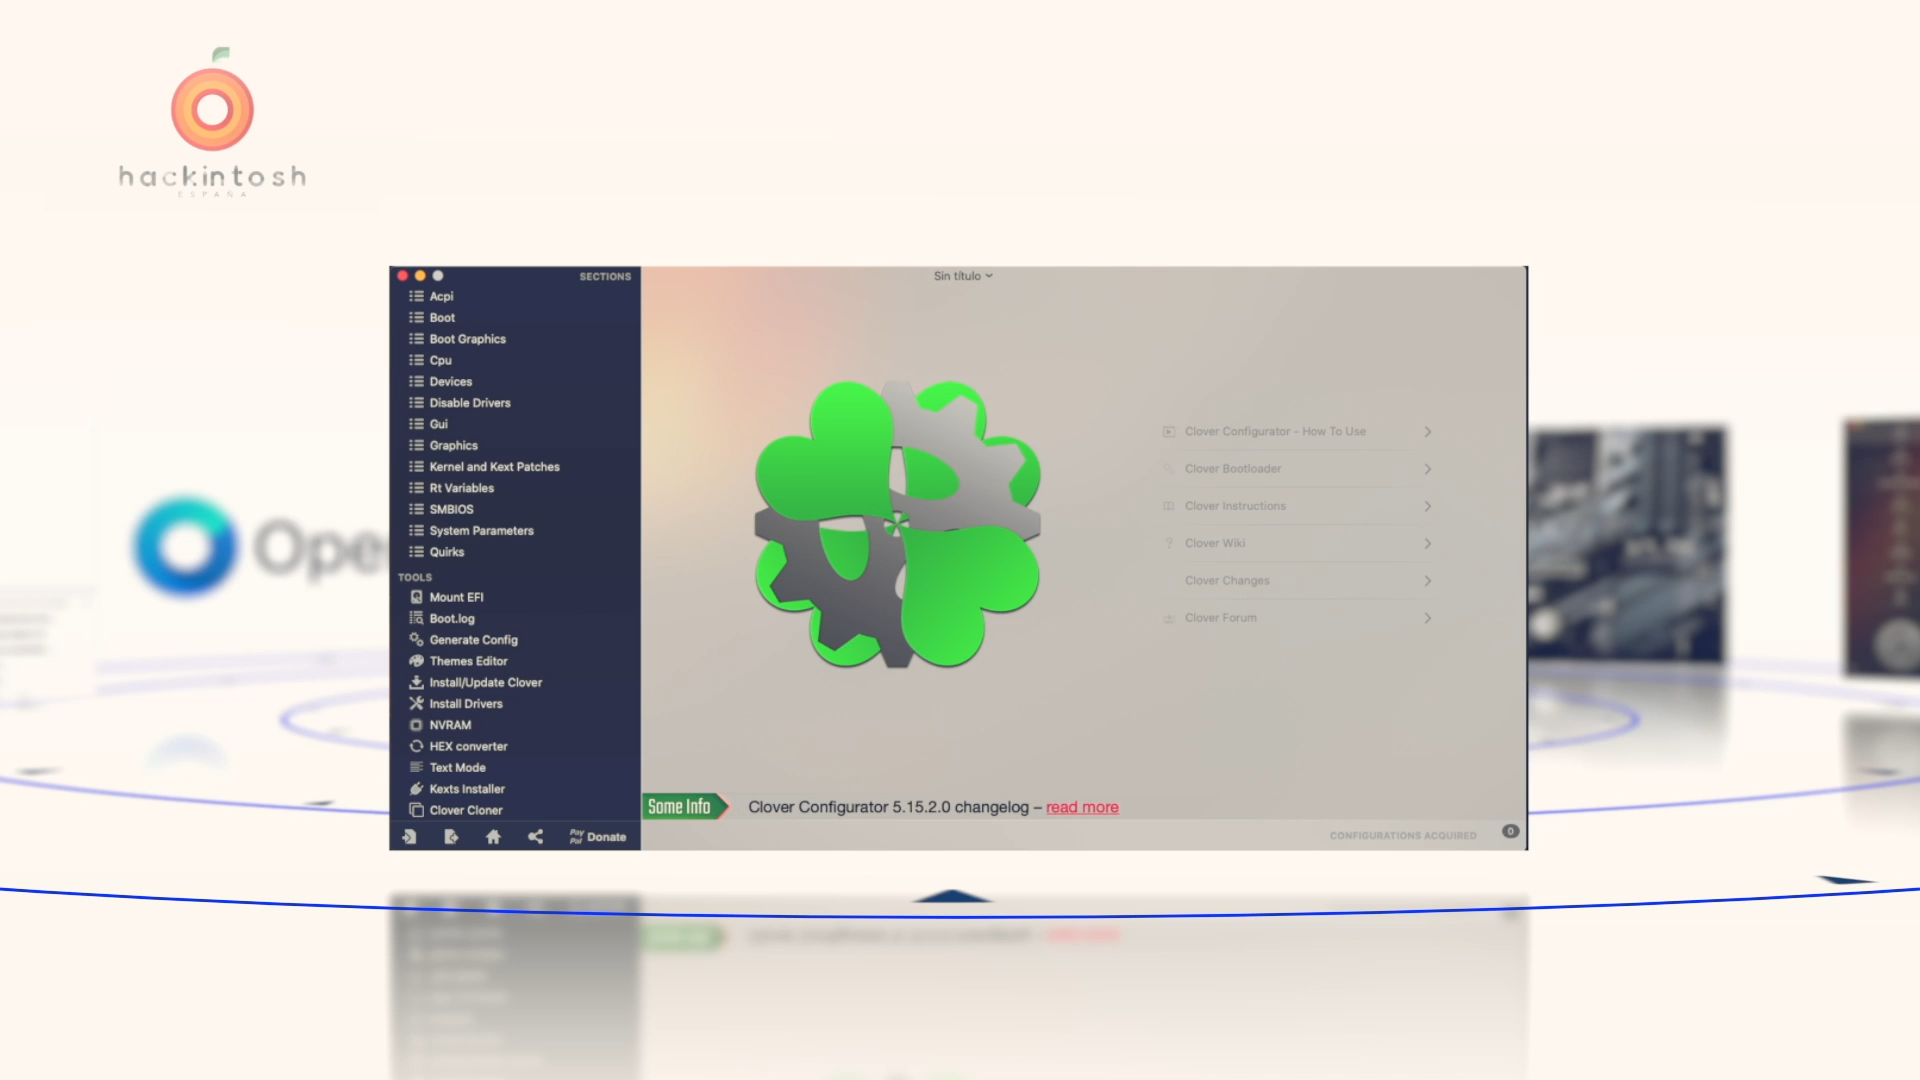 hackintosh
ESPAÑA
SECTIONS
Sin título
Acpi
Boot
Boot Graphics
Cpu
Devices
Disable Drivers
Gui
Graphics
Kernel and Kext Patches
Rt Variables
SMBIOS
System Parameters
Quirks
TOOLS
Mount EFI
Boot.log
Generate Config
Themes Editor
Install/Update Clover
Install Drivers
NVRAM
HEX converter
Text Mode
Kexts Installer
Clover Cloner
Pay
Pal
Donate
Clover Configurator - How To Use
Clover Bootloader
Clover Instructions
Clover Wiki
Clover Changes
Clover Forum
Some Info
Clover Configurator 5.15.2.0 changelog – read more
CONFIGURATIONS ACQUIRED
0
Ope